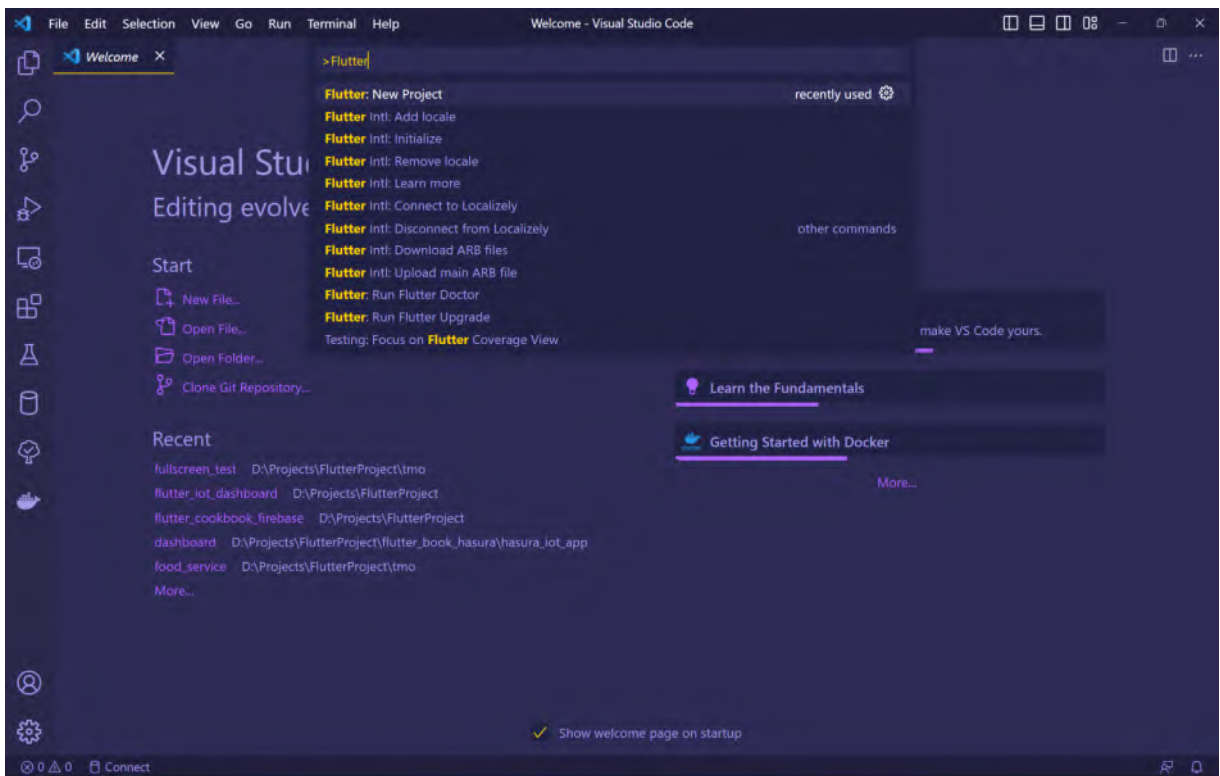 File Edit Selection View Go Run Terminal Help Welcome - Visual Studio Code
Welcome
>Flutter
Flutter: New Project recently used
Flutter Intl: Add locale
Flutter Intl: Initialize
Flutter Intl: Remove locale
Flutter Intl: Learn more
Flutter Intl: Connect to Localizely
Flutter Intl: Disconnect from Localizely other commands
Flutter Intl: Download ARB files
Flutter Intl: Upload main ARB file
Flutter: Run Flutter Doctor
Flutter: Run Flutter Upgrade
Testing: Focus on Flutter Coverage View
Visual Stu
Editing evolve
Start
New File...
Open File...
Open Folder...
Clone Git Repository...
Recent
fullscreen_test D:\Projects\FlutterProject\tmo
flutter_iot_dashboard D:\Projects\FlutterProject
flutter_cookbook_firebase D:\Projects\FlutterProject
dashboard D:\Projects\FlutterProject\flutter_book_hasura\hasura_iot_app
food_service D:\Projects\FlutterProject\tmo
More...
make VS Code yours.
Learn the Fundamentals
Getting Started with Docker
More...
Show welcome page on startup
0 0 Connect